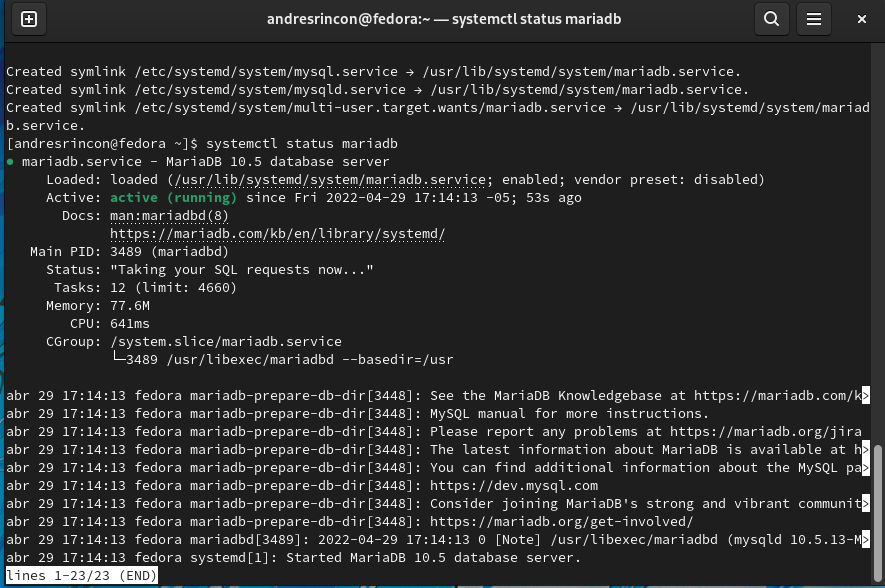 andresrincon@fedora:~ — systemctl status mariadb
Created symlink /etc/systemd/system/mysql.service → /usr/lib/systemd/system/mariadb.service.
Created symlink /etc/systemd/system/mysqld.service → /usr/lib/systemd/system/mariadb.service.
Created symlink /etc/systemd/system/multi-user.target.wants/mariadb.service → /usr/lib/systemd/system/mariad
b.service.
[andresrincon@fedora ~]$ systemctl status mariadb
● mariadb.service - MariaDB 10.5 database server
     Loaded: loaded (/usr/lib/systemd/system/mariadb.service; enabled; vendor preset: disabled)
     Active: active (running) since Fri 2022-04-29 17:14:13 -05; 53s ago
       Docs: man:mariadbd(8)
             https://mariadb.com/kb/en/library/systemd/
   Main PID: 3489 (mariadbd)
     Status: "Taking your SQL requests now..."
      Tasks: 12 (limit: 4660)
     Memory: 77.6M
        CPU: 641ms
     CGroup: /system.slice/mariadb.service
             └─3489 /usr/libexec/mariadbd --basedir=/usr
abr 29 17:14:13 fedora mariadb-prepare-db-dir[3448]: See the MariaDB Knowledgebase at https://mariadb.com/k>
abr 29 17:14:13 fedora mariadb-prepare-db-dir[3448]: MySQL manual for more instructions.
abr 29 17:14:13 fedora mariadb-prepare-db-dir[3448]: Please report any problems at https://mariadb.org/jira
abr 29 17:14:13 fedora mariadb-prepare-db-dir[3448]: The latest information about MariaDB is available at h>
abr 29 17:14:13 fedora mariadb-prepare-db-dir[3448]: You can find additional information about the MySQL pa>
abr 29 17:14:13 fedora mariadb-prepare-db-dir[3448]: https://dev.mysql.com
abr 29 17:14:13 fedora mariadb-prepare-db-dir[3448]: Consider joining MariaDB's strong and vibrant communit>
abr 29 17:14:13 fedora mariadb-prepare-db-dir[3448]: https://mariadb.org/get-involved/
abr 29 17:14:13 fedora mariadbd[3489]: 2022-04-29 17:14:13 0 [Note] /usr/libexec/mariadbd (mysqld 10.5.13-M>
abr 29 17:14:13 fedora systemd[1]: Started MariaDB 10.5 database server.
lines 1-23/23 (END)